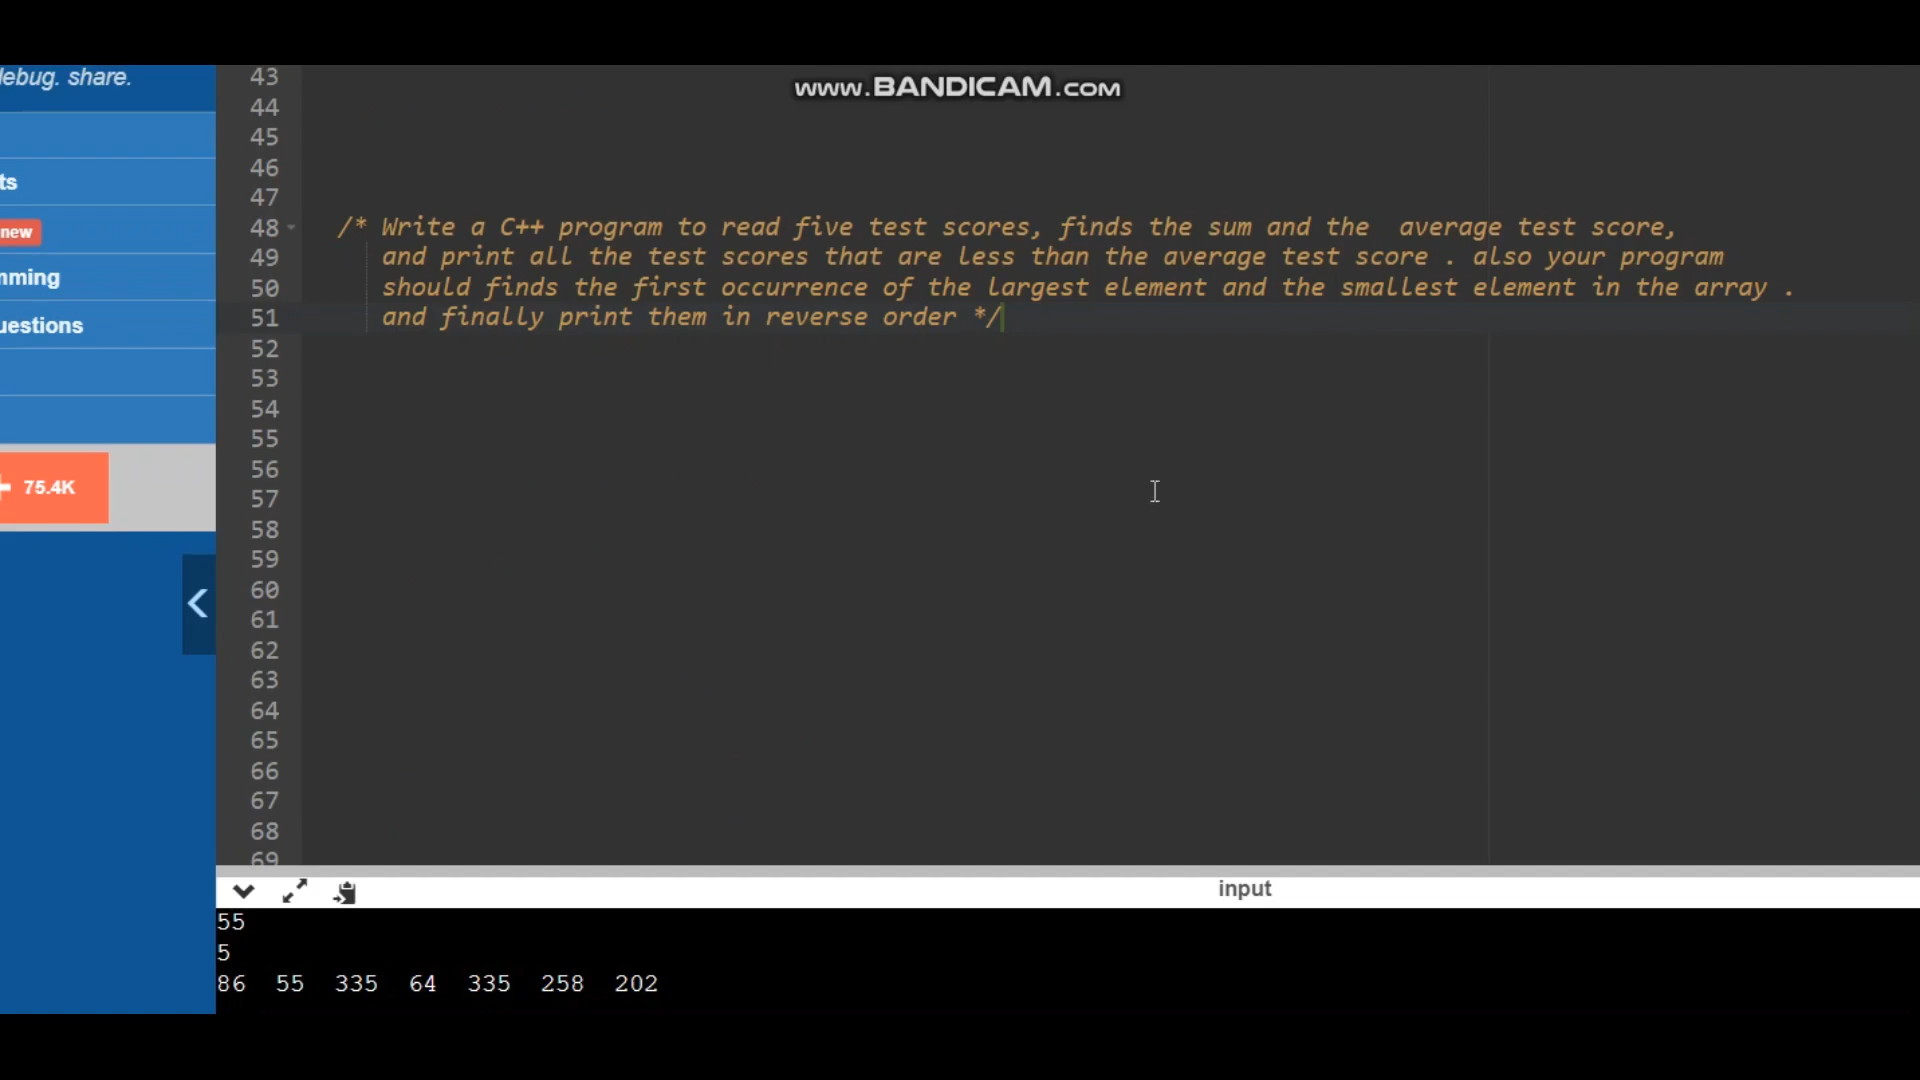 www.BANDICAM.com
debug. share.
43
44
45
46
47
48 /* Write a C++ program to read five test scores, finds the sum and the  average test score,
49 and print all the test scores that are less than the average test score . also your program
50 should finds the first occurrence of the largest element and the smallest element in the array .
51 and finally print them in reverse order */
52
53
54
55
56
57
58
59
60
61
62
63
64
65
66
67
68
69
ts
new
mming
uestions
75.4K
input
55
5
86  55  335  64  335  258  202